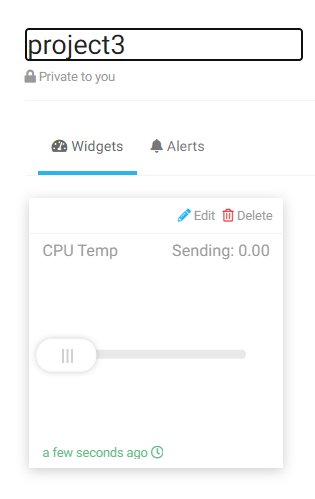 project3
Private to you
Widgets Alerts
Edit Delete
CPU Temp Sending: 0.00
a few seconds ago